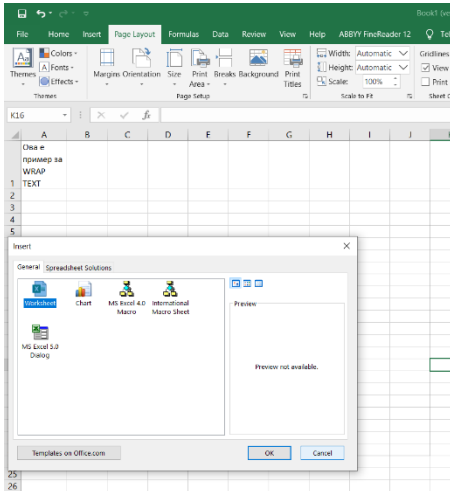 Book1 (ve
File Home Insert Page Layout Formulas Data Review View Help ABBYY FineReader 12 Tel
Themes
Colors
Fonts
Effects
Margins Orientation Size Print Area Breaks Background Print Titles
Width: Automatic
Height: Automatic
Scale: 100%
Gridlines
View
Print
Themes Page Setup Scale to Fit Sheet O
K16 fx
A B C D E F G H I J
Ова е
пример за
WRAP
1 TEXT
2
3
4
5
Insert
General Spreadsheet Solutions
Worksheet Chart MS Excel 4.0 Macro International Macro Sheet
MS Excel 5.0 Dialog
Preview
Preview not available.
Templates on Office.com OK Cancel
25
26